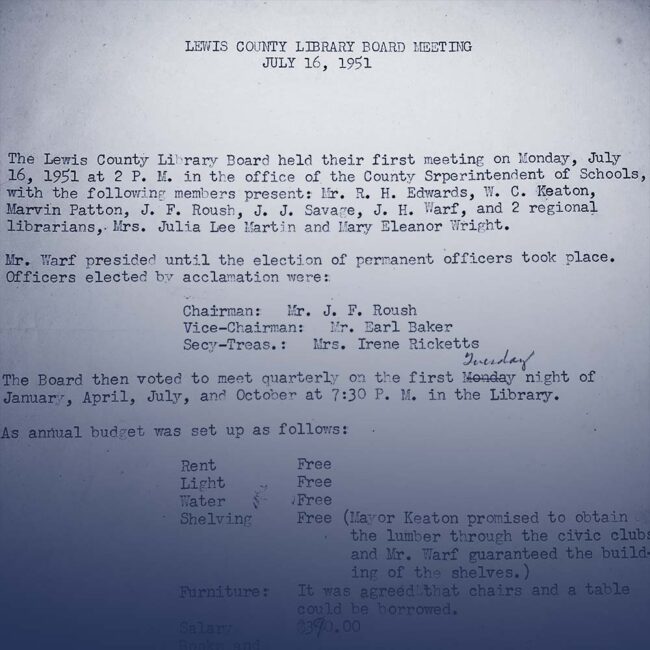 LEWIS COUNTY LIBRARY BOARD MEETING
JULY 16, 1951
The Lewis County Library Board held their first meeting on Monday, July
16, 1951 at 2 P. M. in the office of the County Srperintendent of Schools,
with the following members present: Mr. R. H. Edwards, W. C. Keaton,
Marvin Patton, J. F. Roush, J. J. Savage, J. H. Warf, and 2 regional
librarians, Mrs. Julia Lee Martin and Mary Eleanor Wright.
Mr. Warf presided until the election of permanent officers took place.
Officers elected by acclamation were:
Chairman: Mr. J. F. Roush
Vice-Chairman: Mr. Earl Baker
Secy-Treas.: Mrs. Irene Ricketts
Tuesday
The Board then voted to meet quarterly on the first Monday night of
January, April, July, and October at 7:30 P. M. in the Library.
As annual budget was set up as follows:
Rent Free
Light Free
Water Free
Shelving Free (Mayor Keaton promised to obtain
the lumber through the civic clubs
and Mr. Warf guaranteed the build-
ing of the shelves.)
Furniture: It was agreed that chairs and a table
could be borrowed.
Salary
Books and